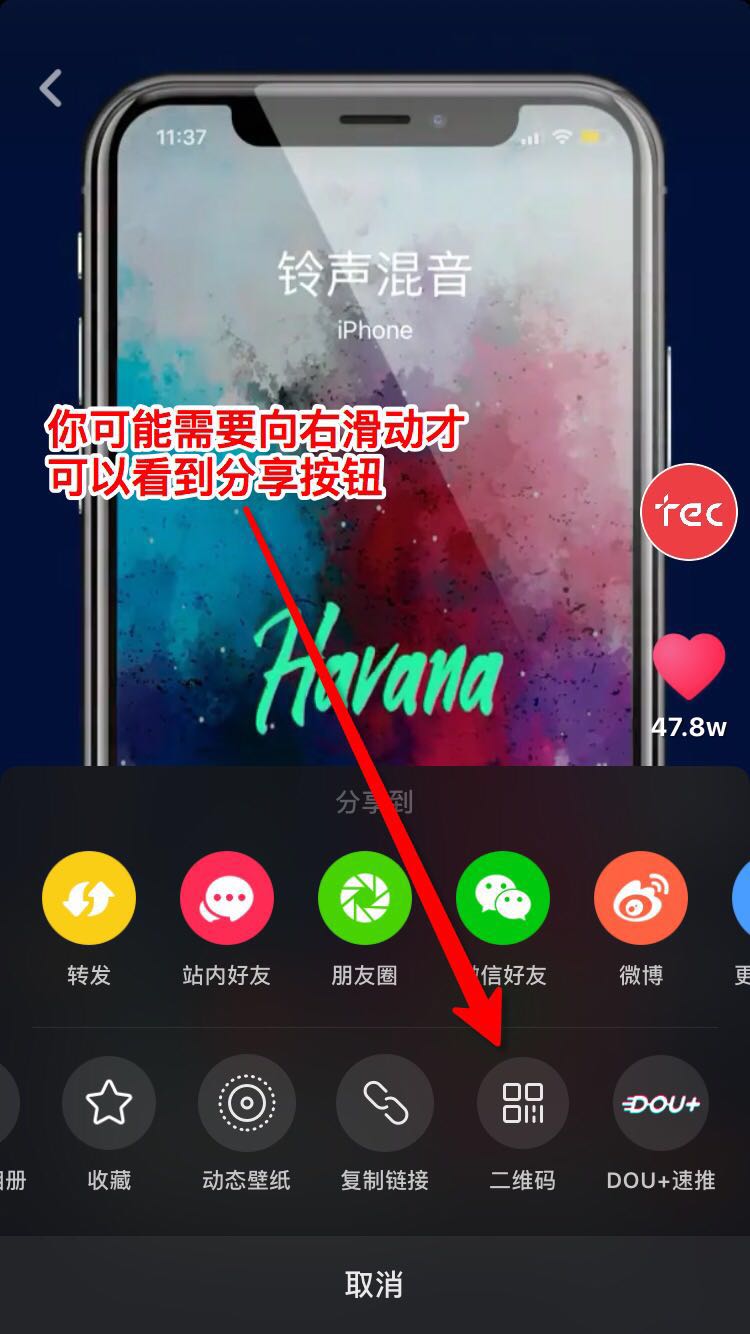 11:37
铃声混音
iPhone
你可能需要向右滑动才
可以看到分享按钮
tec
Havana
47.8w
分享到
转发
站内好友
朋友圈
微信好友
微博
更
相册
收藏
动态壁纸
复制链接
二维码
DOU+
DOU+速推
取消